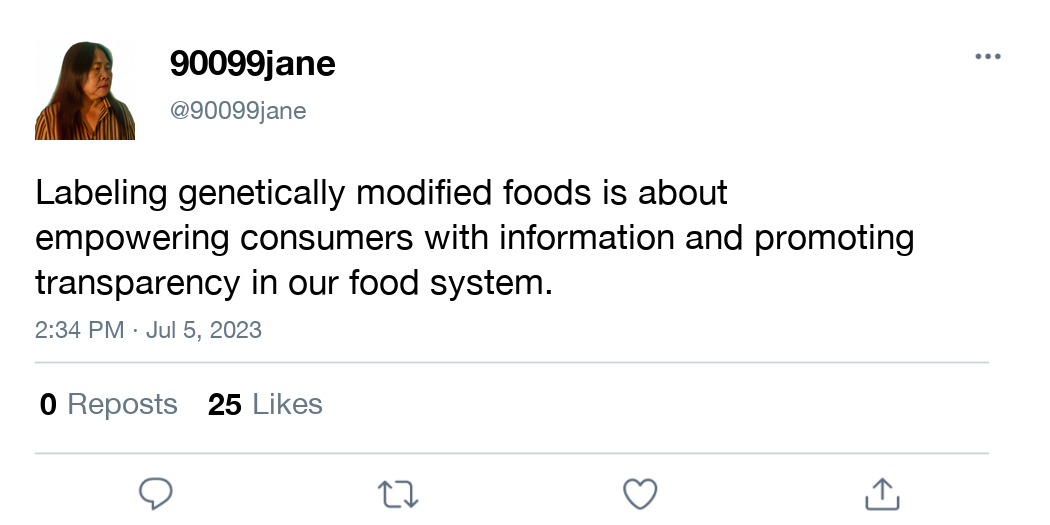 90099jane
@90099jane
Labeling genetically modified foods is about
empowering consumers with information and promoting
transparency in our food system.
2:34 PM · Jul 5, 2023
0 Reposts 25 Likes